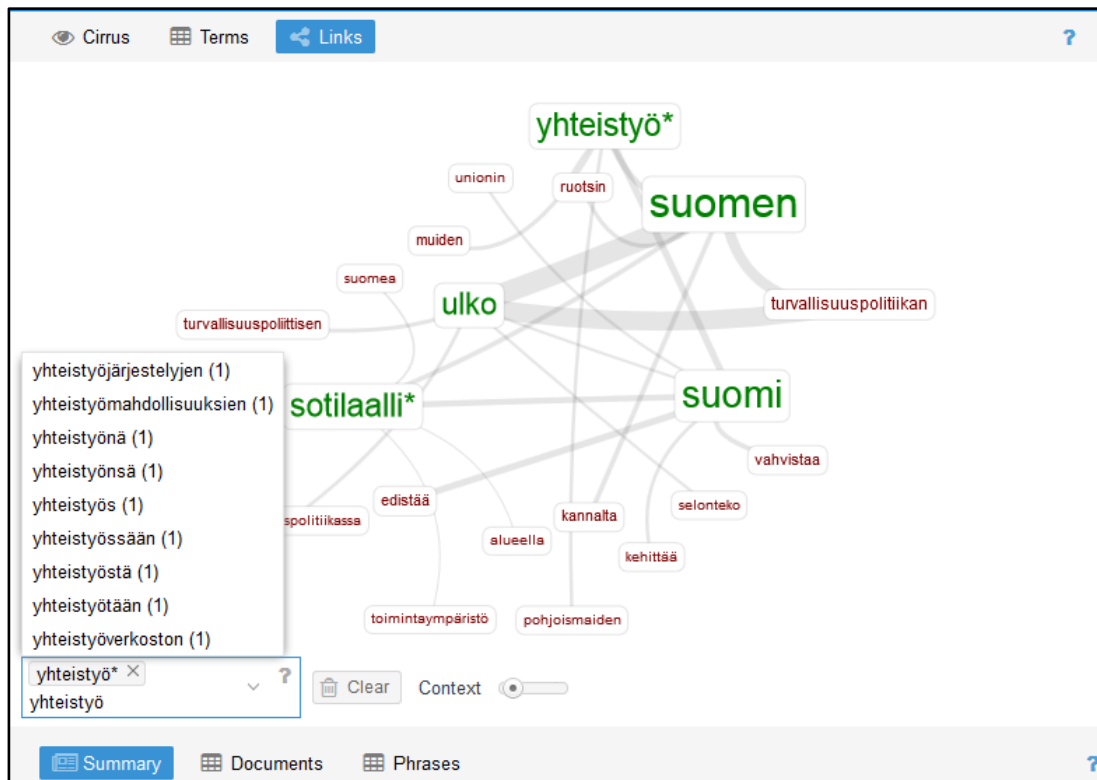 Cirrus Terms Links ?
yhteistyö*
unionin
ruotsin
suomen
muiden
suomea
ulko
turvallisuuspolitiikan
turvallisuuspoliittisen
yhteistyöjärjestelyjen (1)
yhteistyömahdollisuuksien (1)
yhteistyönä (1)
yhteistyönsä (1)
yhteistyös (1)
yhteistyössään (1)
yhteistyöstä (1)
yhteistyötään (1)
yhteistyöverkoston (1)
sotilaalli*
suomi
vahvistaa
edistää
selonteko
spolitiikassa
kannalta
alueella
kehittää
toimintaympäristö
pohjoismaiden
yhteistyö* ?
yhteistyö
Clear Context
Summary Documents Phrases ?